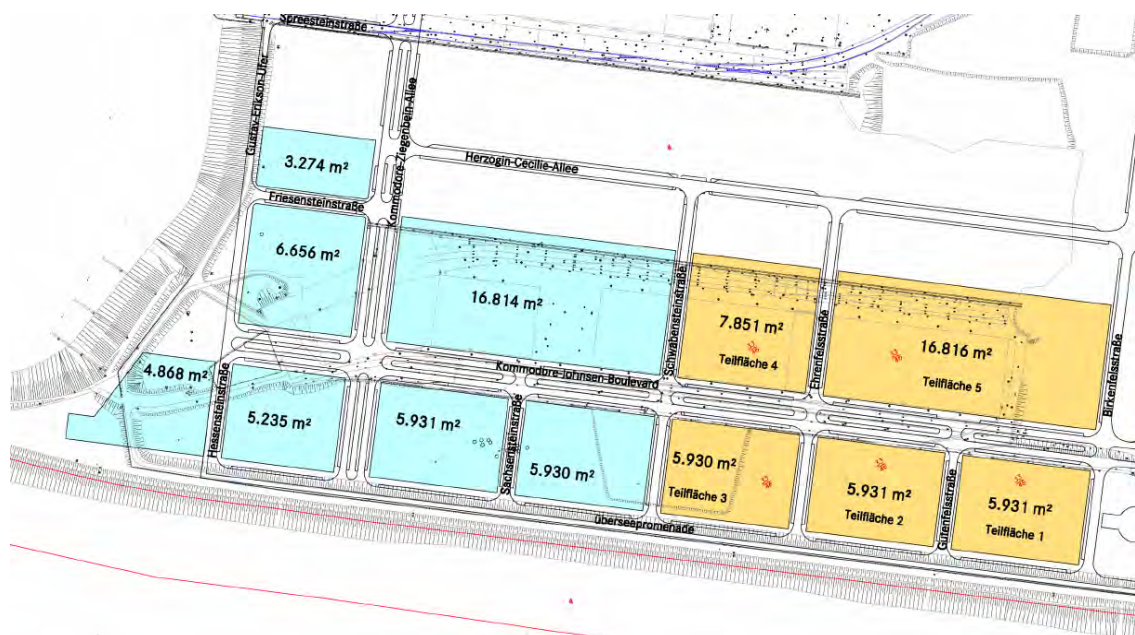 Spreesteinstraße
Gustav-Erikson-Ufer
Kommodore-Ziegenbein-Allee
3.274 m²
Herzogin-Cecilie-Allee
Friesensteinstraße
6.656 m²
16.814 m²
Schwabensteinstraße
7.851 m²
Teilfläche 4
Ehrenfelsstraße
16.816 m²
Teilfläche 5
Birkenfelsstraße
4.868 m²
Kommodore-Johnsen-Boulevard
Hessensteinstraße
5.235 m²
5.931 m²
Sachsensteinstraße
5.930 m²
5.930 m²
Teilfläche 3
5.931 m²
Teilfläche 2
Gutenfelsstraße
5.931 m²
Teilfläche 1
überseepromenade